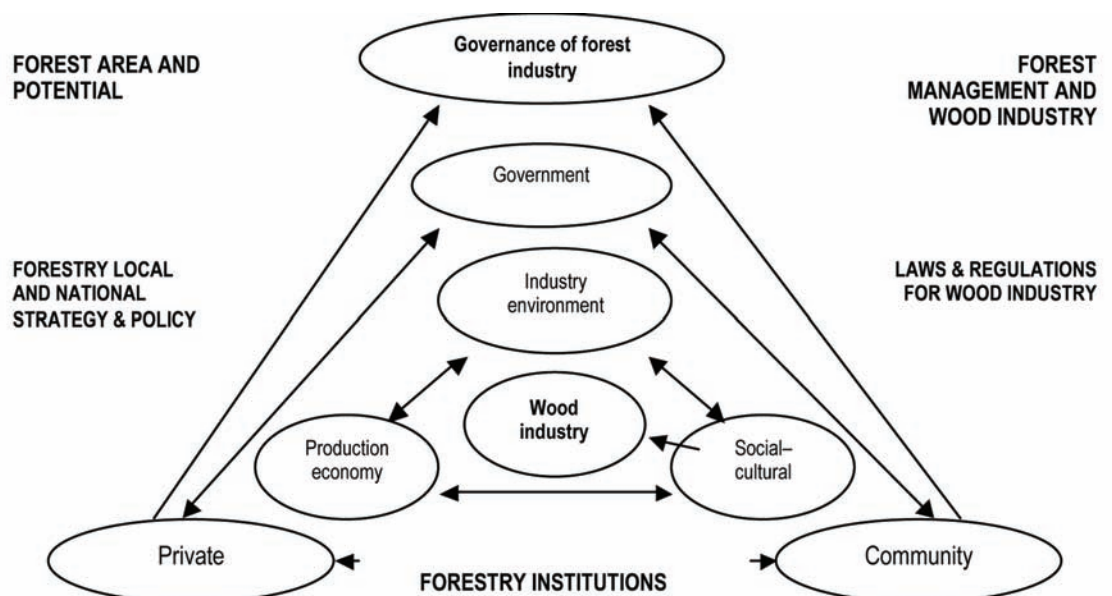 Governance of forest
industry
FOREST AREA AND
POTENTIAL
FOREST
MANAGEMENT AND
WOOD INDUSTRY
Government
FORESTRY LOCAL
AND NATIONAL
STRATEGY & POLICY
Industry
environment
LAWS & REGULATIONS
FOR WOOD INDUSTRY
Wood
industry
Production
economy
Social–
cultural
Private
Community
FORESTRY INSTITUTIONS